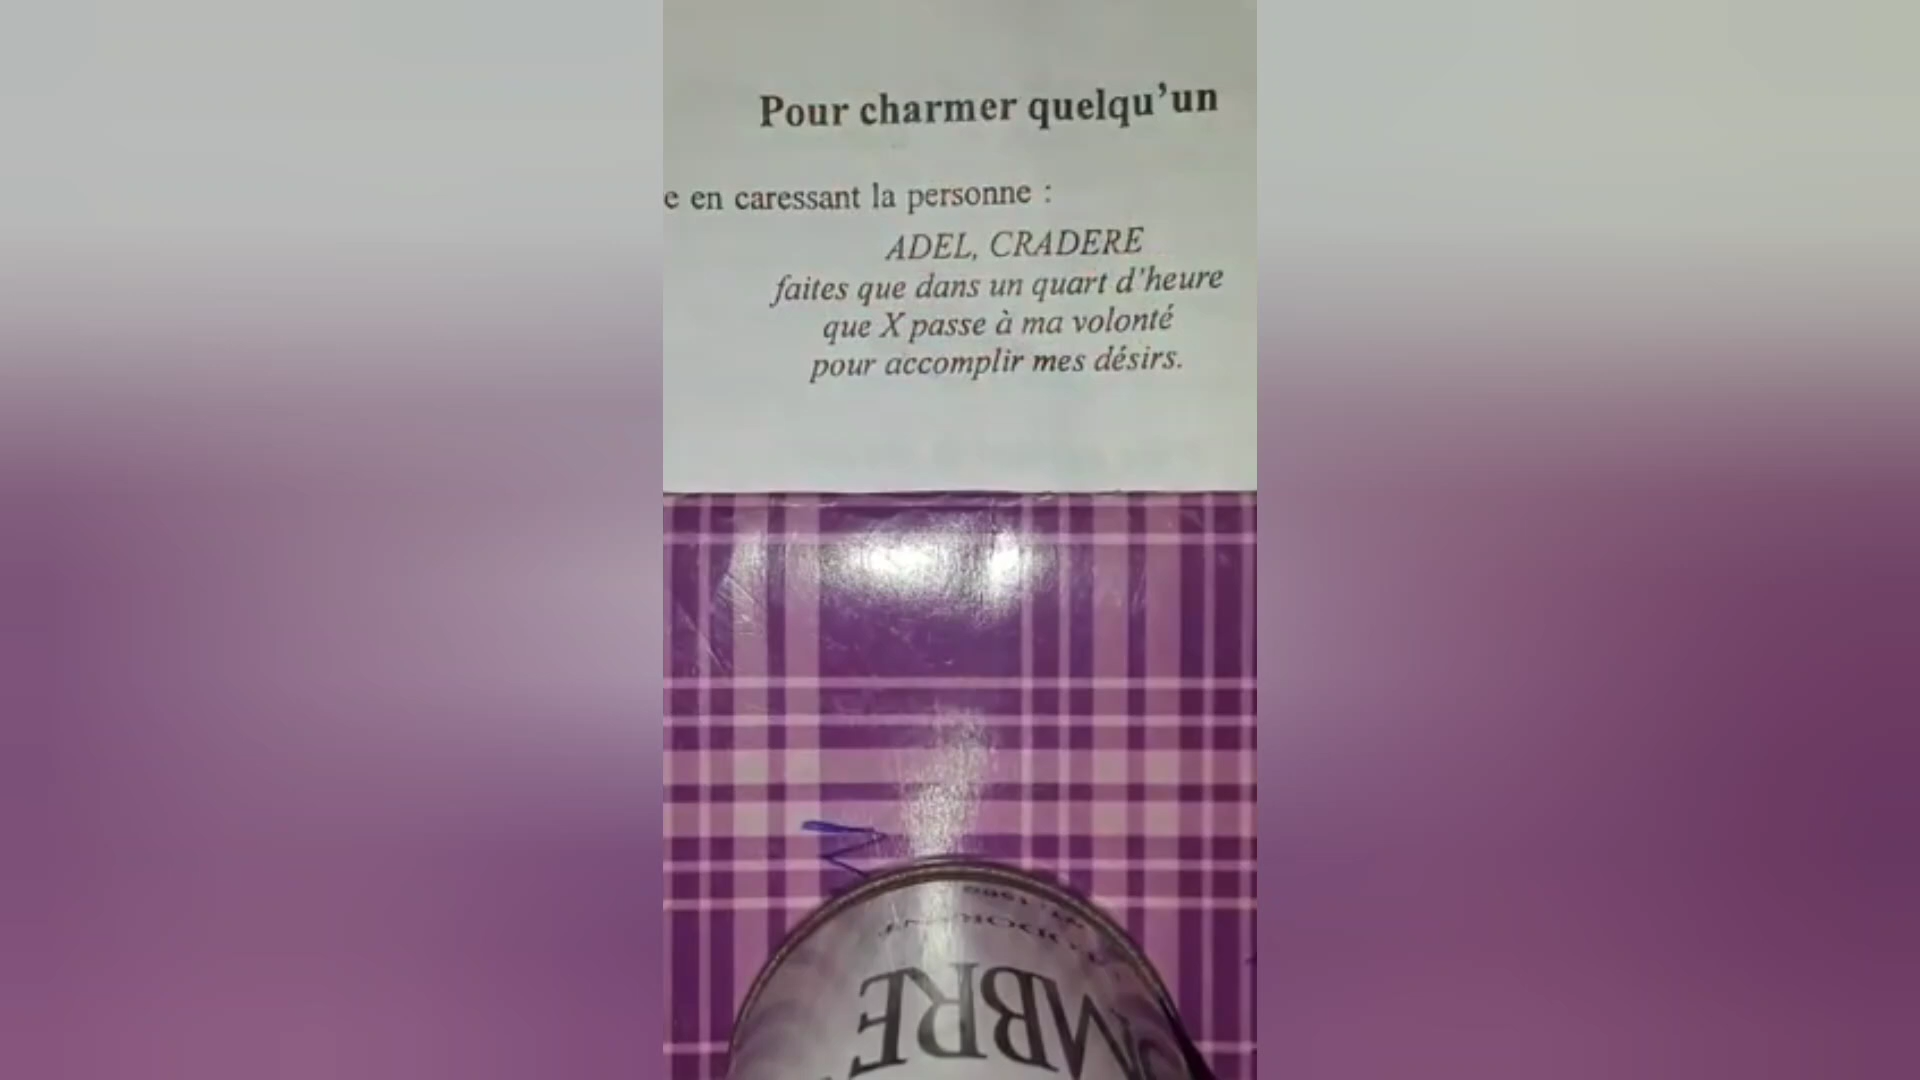 Pour charmer quelqu'un
e en caressant la personne :
ADEL, CRADERE
faites que dans un quart d'heure
que X passe à ma volonté
pour accomplir mes désirs.
OMBRE